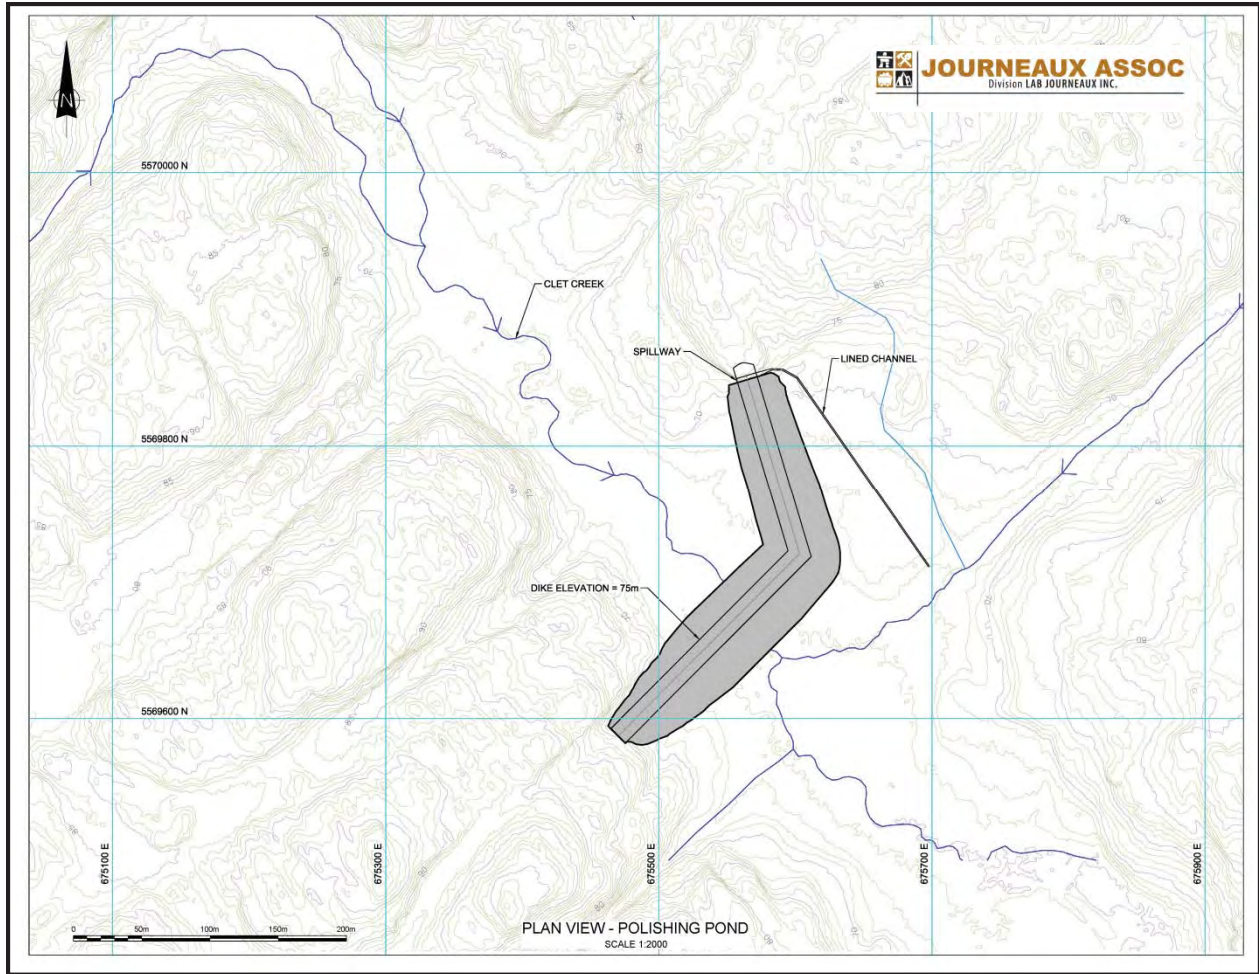 N
JOURNEAUX ASSOC
Division LAB JOURNEAUX INC.
5570000 N
CLET CREEK
SPILLWAY
LINED CHANNEL
5569800 N
DIKE ELEVATION = 75m
5569600 N
675100 E
675300 E
675500 E
675700 E
675900 E
0 50m 100m 150m 200m
PLAN VIEW - POLISHING POND
SCALE 1:2000